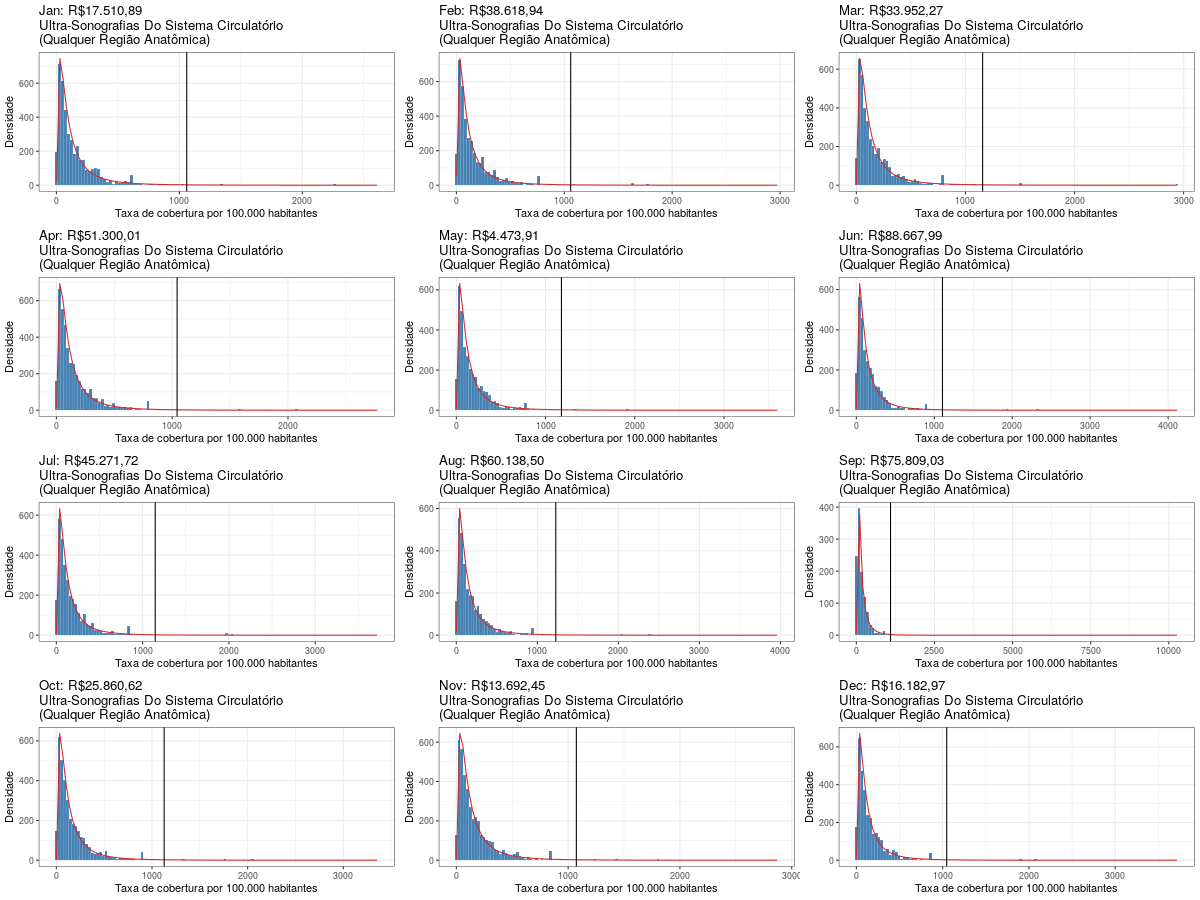 Jan: R$17.510,89
Ultra-Sonografias Do Sistema Circulatório
(Qualquer Região Anatômica)
Densidade
600
400
200
0
0
1000
2000
Taxa de cobertura por 100.000 habitantes
Feb: R$38.618,94
Ultra-Sonografias Do Sistema Circulatório
(Qualquer Região Anatômica)
Densidade
600
400
200
0
0
1000
2000
3000
Taxa de cobertura por 100.000 habitantes
Mar: R$33.952,27
Ultra-Sonografias Do Sistema Circulatório
(Qualquer Região Anatômica)
Densidade
600
400
200
0
0
1000
2000
3000
Taxa de cobertura por 100.000 habitantes
Apr: R$51.300,01
Ultra-Sonografias Do Sistema Circulatório
(Qualquer Região Anatômica)
Densidade
600
400
200
0
0
1000
2000
Taxa de cobertura por 100.000 habitantes
May: R$4.473,91
Ultra-Sonografias Do Sistema Circulatório
(Qualquer Região Anatômica)
Densidade
600
400
200
0
0
1000
2000
3000
Taxa de cobertura por 100.000 habitantes
Jun: R$88.667,99
Ultra-Sonografias Do Sistema Circulatório
(Qualquer Região Anatômica)
Densidade
600
400
200
0
0
1000
2000
3000
4000
Taxa de cobertura por 100.000 habitantes
Jul: R$45.271,72
Ultra-Sonografias Do Sistema Circulatório
(Qualquer Região Anatômica)
Densidade
600
400
200
0
0
1000
2000
3000
Taxa de cobertura por 100.000 habitantes
Aug: R$60.138,50
Ultra-Sonografias Do Sistema Circulatório
(Qualquer Região Anatômica)
Densidade
600
400
200
0
0
1000
2000
3000
4000
Taxa de cobertura por 100.000 habitantes
Sep: R$75.809,03
Ultra-Sonografias Do Sistema Circulatório
(Qualquer Região Anatômica)
Densidade
400
300
200
100
0
0
2500
5000
7500
10000
Taxa de cobertura por 100.000 habitantes
Oct: R$25.860,62
Ultra-Sonografias Do Sistema Circulatório
(Qualquer Região Anatômica)
Densidade
600
400
200
0
0
1000
2000
3000
Taxa de cobertura por 100.000 habitantes
Nov: R$13.692,45
Ultra-Sonografias Do Sistema Circulatório
(Qualquer Região Anatômica)
Densidade
600
400
200
0
0
1000
2000
3000
Taxa de cobertura por 100.000 habitantes
Dec: R$16.182,97
Ultra-Sonografias Do Sistema Circulatório
(Qualquer Região Anatômica)
Densidade
600
400
200
0
0
1000
2000
3000
Taxa de cobertura por 100.000 habitantes